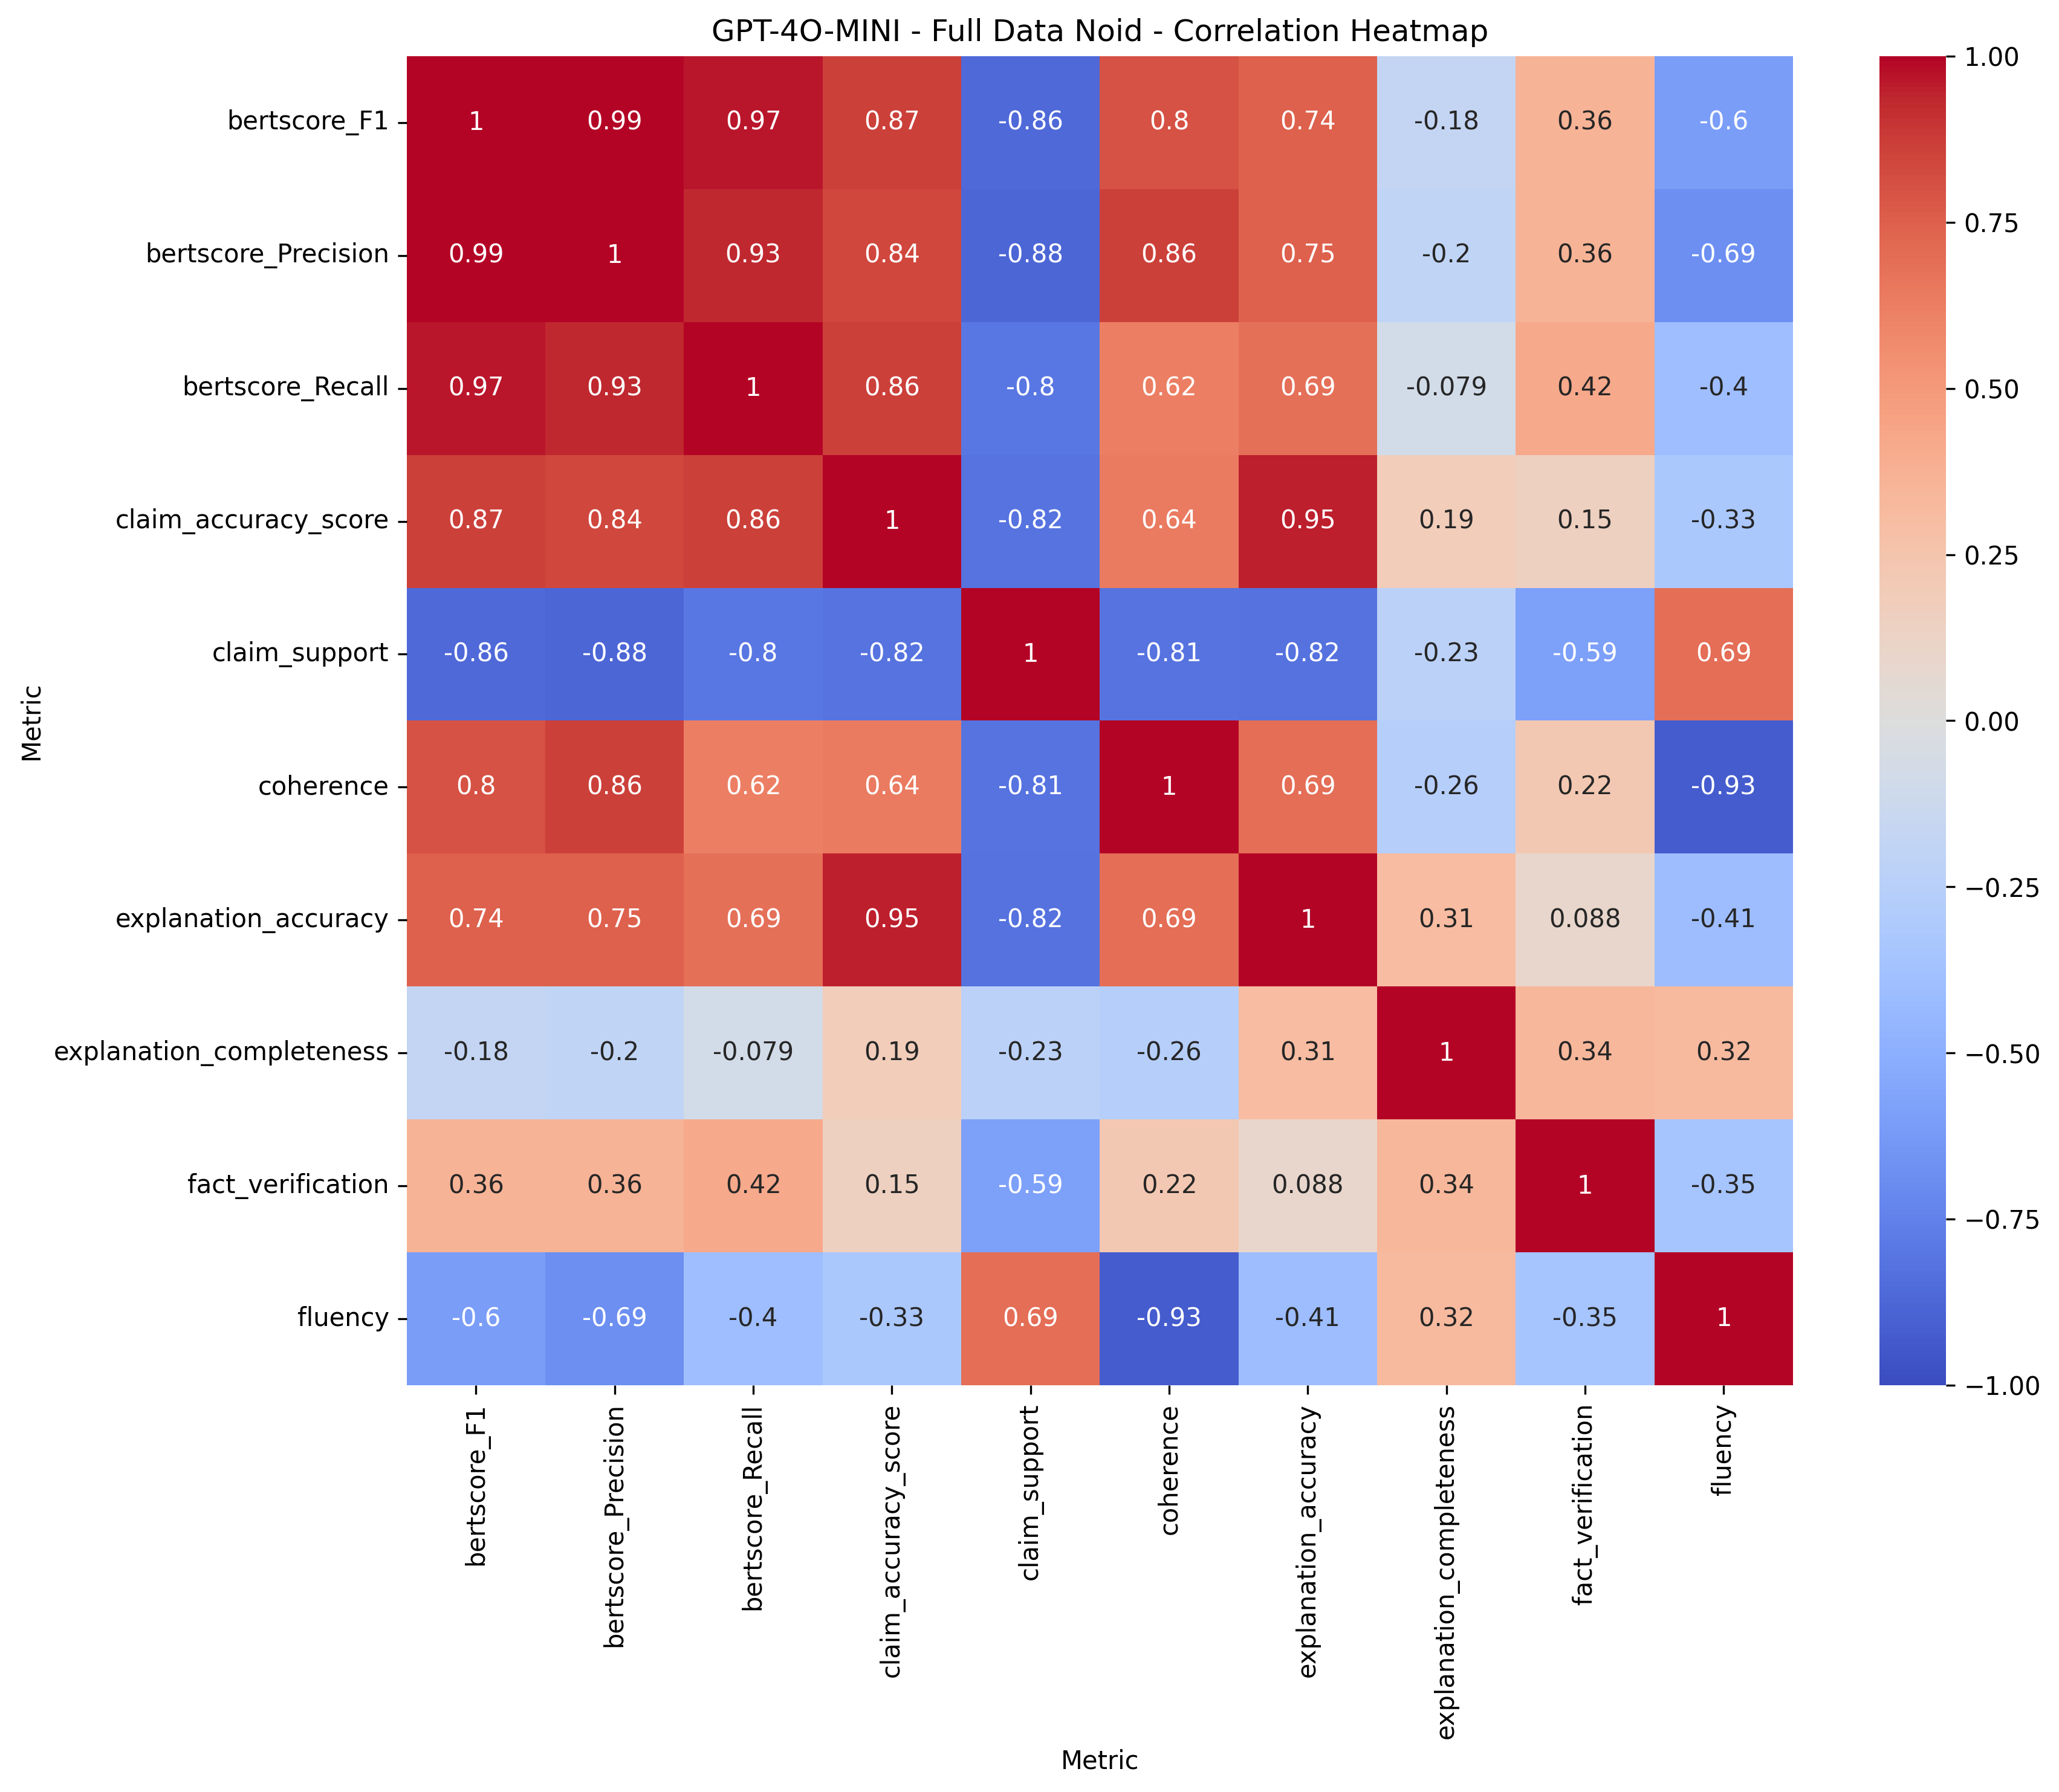 GPT-4O-MINI - Full Data Noid - Correlation Heatmap
bertscore_F1 1 0.99 0.97 0.87 -0.86 0.8 0.74 -0.18 0.36 -0.6
bertscore_Precision 0.99 1 0.93 0.84 -0.88 0.86 0.75 -0.2 0.36 -0.69
bertscore_Recall 0.97 0.93 1 0.86 -0.8 0.62 0.69 -0.079 0.42 -0.4
claim_accuracy_score 0.87 0.84 0.86 1 -0.82 0.64 0.95 0.19 0.15 -0.33
claim_support -0.86 -0.88 -0.8 -0.82 1 -0.81 -0.82 -0.23 -0.59 0.69
coherence 0.8 0.86 0.62 0.64 -0.81 1 0.69 -0.26 0.22 -0.93
explanation_accuracy 0.74 0.75 0.69 0.95 -0.82 0.69 1 0.31 0.088 -0.41
explanation_completeness -0.18 -0.2 -0.079 0.19 -0.23 -0.26 0.31 1 0.34 0.32
fact_verification 0.36 0.36 0.42 0.15 -0.59 0.22 0.088 0.34 1 -0.35
fluency -0.6 -0.69 -0.4 -0.33 0.69 -0.93 -0.41 0.32 -0.35 1
Metric
bertscore_F1
bertscore_Precision
bertscore_Recall
claim_accuracy_score
claim_support
coherence
explanation_accuracy
explanation_completeness
fact_verification
fluency
Metric
1.00
0.75
0.50
0.25
0.00
−0.25
−0.50
−0.75
−1.00